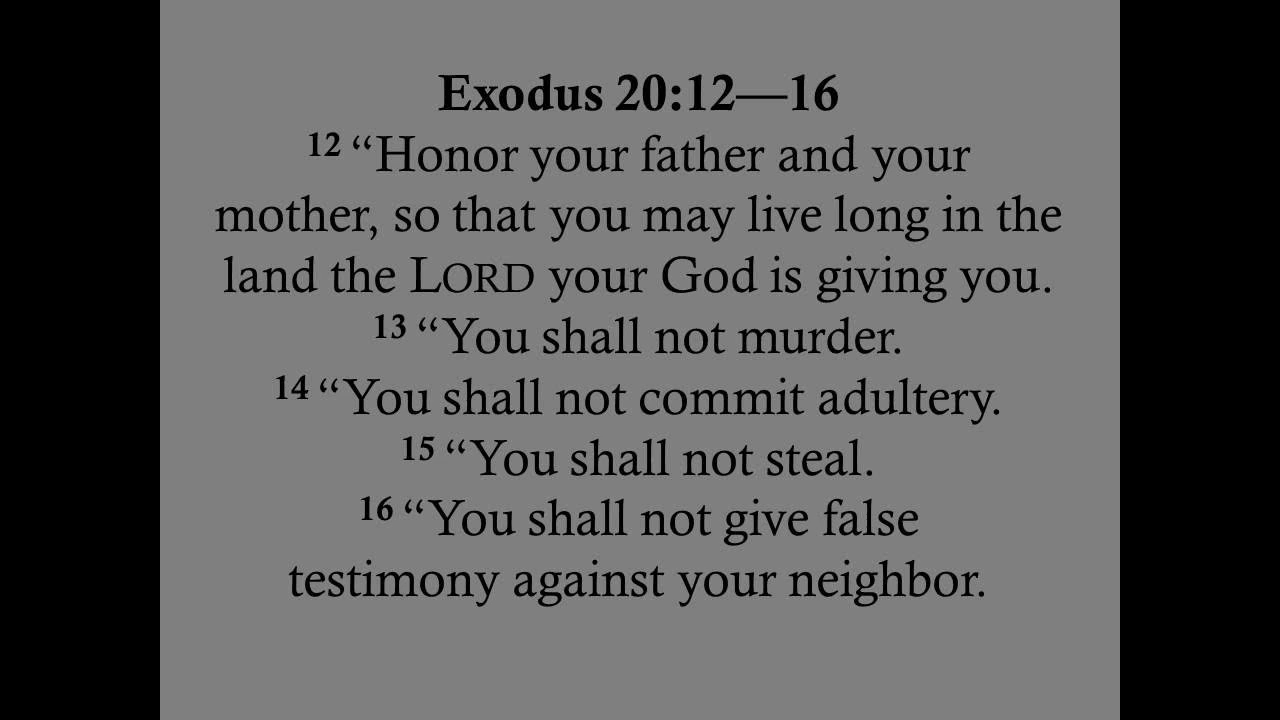 Exodus 20:12—16
12 “Honor your father and your
mother, so that you may live long in the
land the LORD your God is giving you.
13 “You shall not murder.
14 “You shall not commit adultery.
15 “You shall not steal.
16 “You shall not give false
testimony against your neighbor.